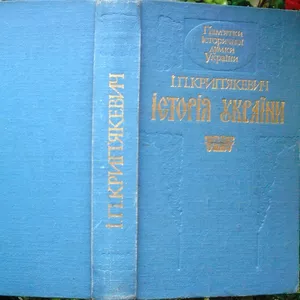 Пам'ятки
історичної
думки
України
І.П.КРИП'ЯКЕВИЧ
ІСТОРІЯ УКРАЇНИ
І.П.КРИП'ЯКЕВИЧ